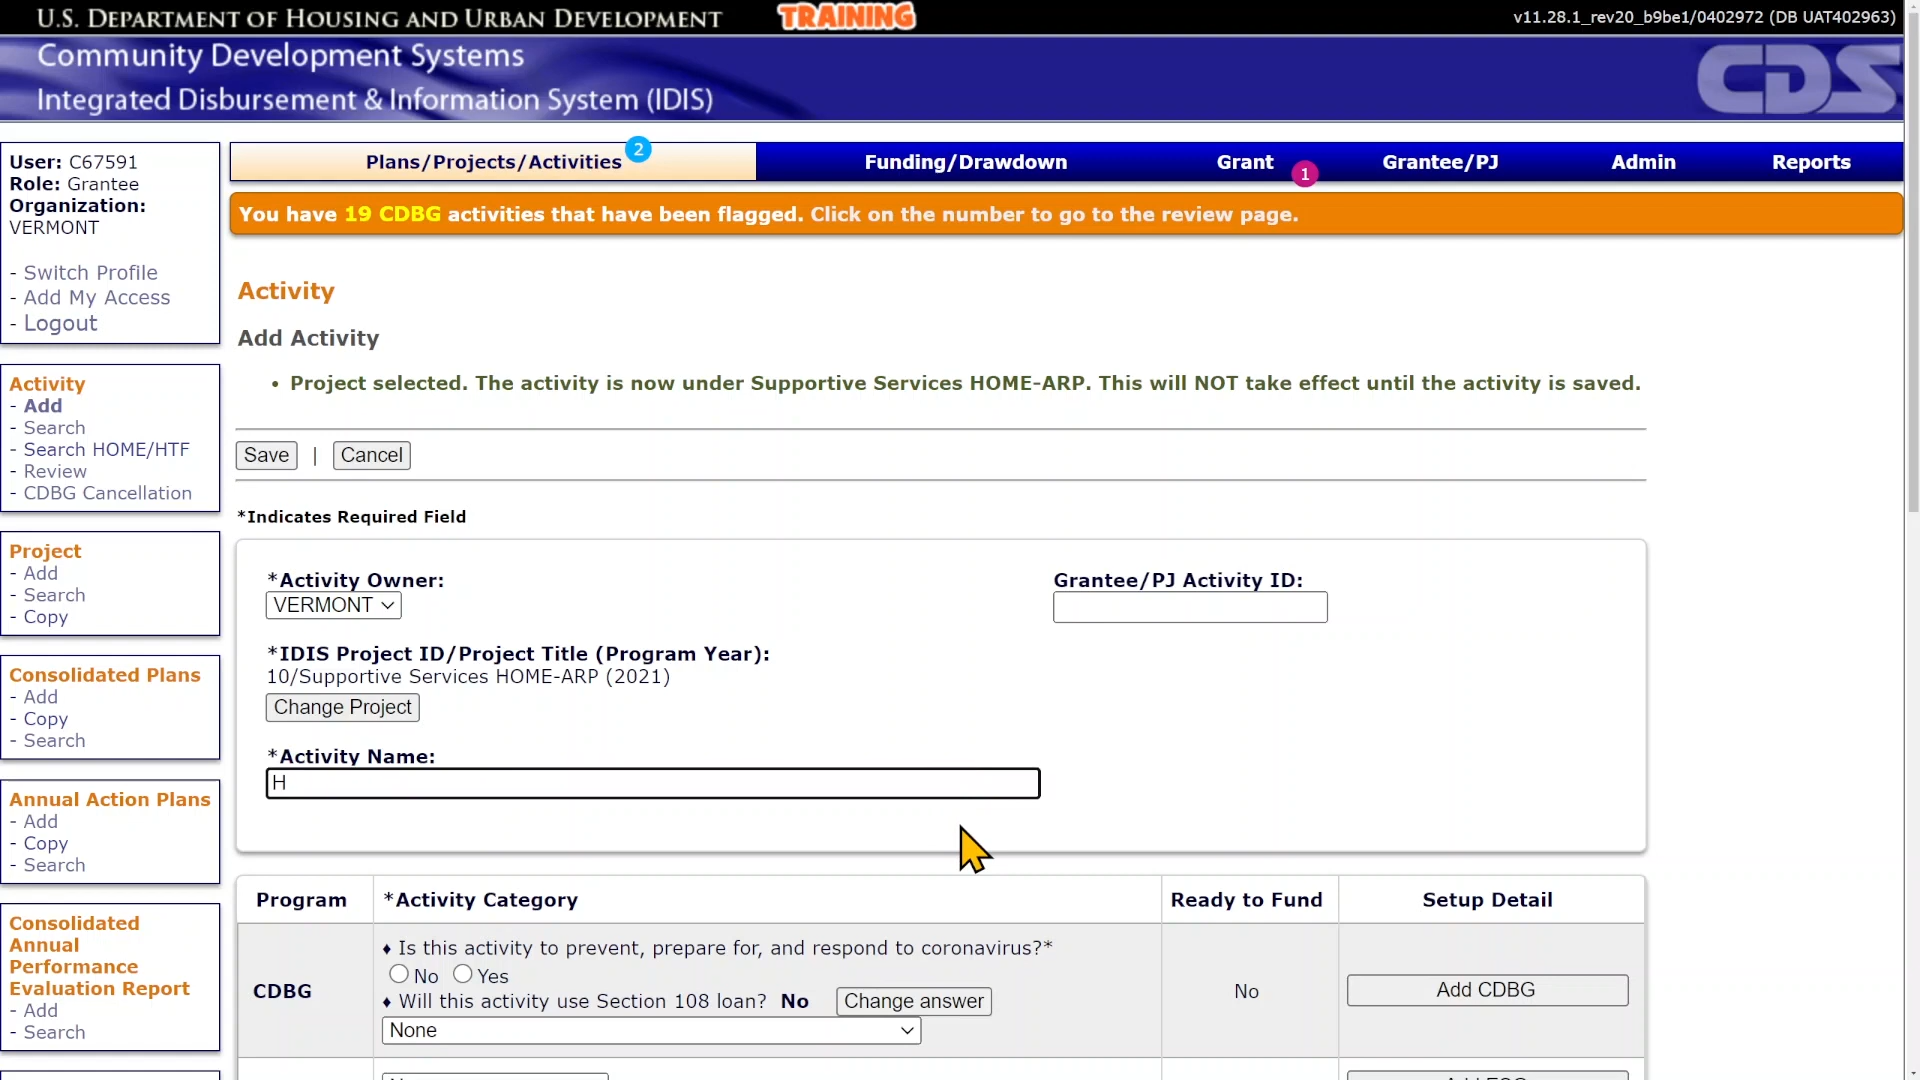 U.S. DEPARTMENT OF HOUSING AND URBAN DEVELOPMENT
TRAINING
v11.28.1_rev20_b9be1/0402972 (DB UAT402963)
Community Development Systems
Integrated Disbursement & Information System (IDIS)
CDS
User: C67591
Role: Grantee
Organization:
VERMONT
- Switch Profile
- Add My Access
- Logout
Activity
- Add
- Search
- Search HOME/HTF
- Review
- CDBG Cancellation
Project
- Add
- Search
- Copy
Consolidated Plans
- Add
- Copy
- Search
Annual Action Plans
- Add
- Copy
- Search
Consolidated
Annual
Performance
Evaluation Report
- Add
- Search
Plans/Projects/Activities 2 Funding/Drawdown Grant 1 Grantee/PJ Admin Reports
You have 19 CDBG activities that have been flagged. Click on the number to go to the review page.
Activity
Add Activity
• Project selected. The activity is now under Supportive Services HOME-ARP. This will NOT take effect until the activity is saved.
Save | Cancel
*Indicates Required Field
*Activity Owner: Grantee/PJ Activity ID:
VERMONT
*IDIS Project ID/Project Title (Program Year):
10/Supportive Services HOME-ARP (2021)
Change Project
*Activity Name:
H
Program *Activity Category Ready to Fund Setup Detail
♦ Is this activity to prevent, prepare for, and respond to coronavirus?*
No Yes
CDBG No Add CDBG
♦ Will this activity use Section 108 loan? No Change answer
None